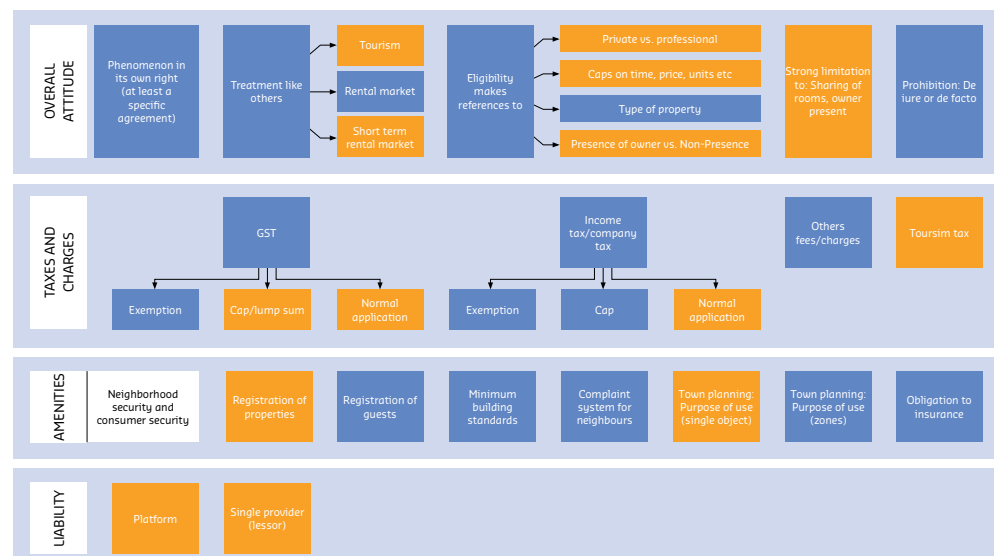 OVERALL
ATTITUDE
Phenomenon in
its own right
(at least a
specific
agreement)
Treatment like
others
Tourism
Rental market
Short term
rental market
Eligibility
makes
references to
Private vs. professional
Caps on time, price, units etc
Type of property
Presence of owner vs. Non-Presence
Strong limitation
to: Sharing of
rooms, owner
present
Prohibition: De
iure or de facto
TAXES AND
CHARGES
GST
Exemption
Cap/lump sum
Normal
application
Income
tax/company
tax
Exemption
Cap
Normal
application
Others
fees/charges
Toursim tax
AMENITIES
Neighborhood
security and
consumer security
Registration of
properties
Registration of
guests
Minimum
building
standards
Complaint
system for
neighbours
Town planning:
Purpose of use
(single object)
Town planning:
Purpose of use
(zones)
Obligation to
insurance
LIABILITY
Platform
Single provider
(lessor)